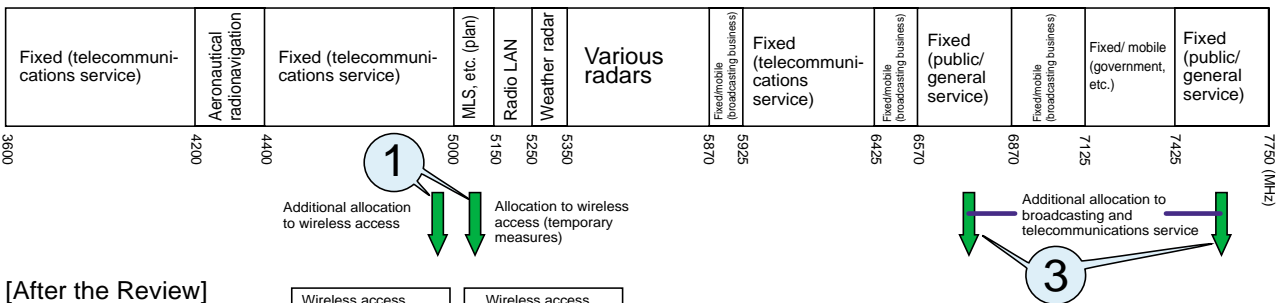 Fixed (telecommuni-
cations service)
Aeronautical
radionavigation
Fixed (telecommuni-
cations service)
MLS, etc. (plan)
Radio LAN
Weather radar
Various
radars
Fixed/mobile
(broadcasting business)
Fixed
(telecommuni-
cations
service)
Fixed/mobile
(broadcasting business)
Fixed
(public/
general
service)
Fixed/mobile
(broadcasting business)
Fixed/ mobile
(government,
etc.)
Fixed
(public/
general
service)
3600
4200
4400
5000
5150
5250
5350
5870
5925
6425
6570
6870
7125
7425
7750 (MHz)
1
Additional allocation
to wireless access
Allocation to wireless
access (temporary
measures)
Additional allocation to
broadcasting and
telecommunications service
3
[After the Review]
Wireless access
Wireless access